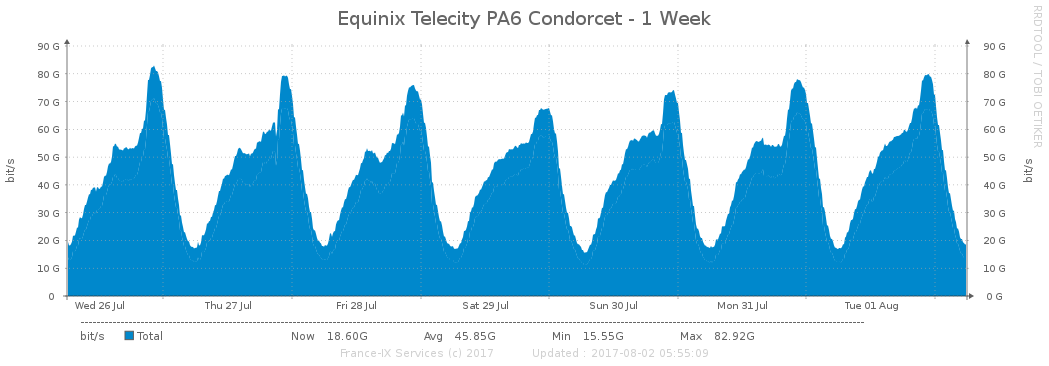 Equinix Telecity PA6 Condorcet - 1 Week
RRDTOOL / TOBI OETIKER
bit/s
90 G
80 G
70 G
60 G
50 G
40 G
30 G
20 G
10 G
0
90 G
80 G
70 G
60 G
50 G
40 G
30 G
20 G
10 G
0 G
bit/s
Wed 26 Jul Thu 27 Jul Fri 28 Jul Sat 29 Jul Sun 30 Jul Mon 31 Jul Tue 01 Aug
bit/s Total Now 18.60G Avg 45.85G Min 15.55G Max 82.92G
France-IX Services (c) 2017 Updated : 2017-08-02 05:55:09